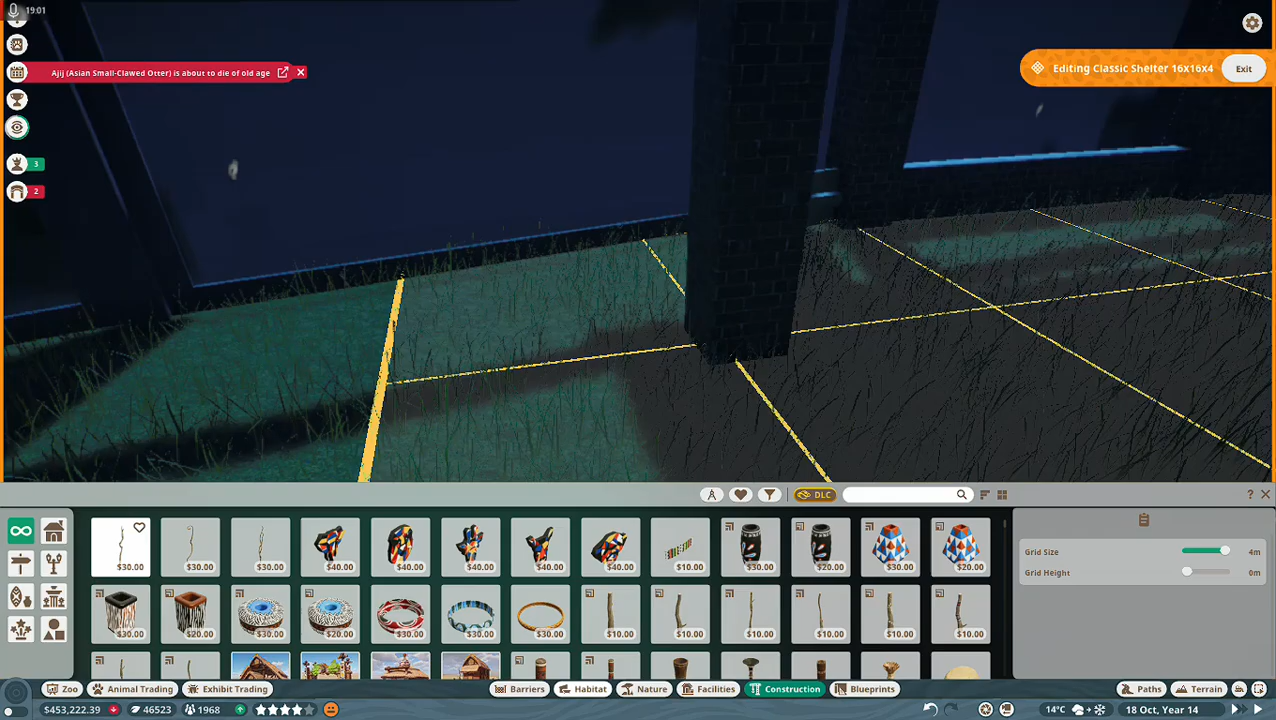 19:01
Ajij (Asian Small-Clawed Otter) is about to die of old age
Editing Classic Shelter 16x16x4
Exit
3
2
DLC
?
$30.00 $30.00 $30.00 $40.00 $40.00 $40.00 $40.00 $40.00 $10.00 $30.00 $20.00 $30.00 $20.00
$30.00 $20.00 $30.00 $20.00 $30.00 $30.00 $30.00 $10.00 $10.00 $10.00 $10.00 $10.00 $10.00
Grid Size 4m
Grid Height 0m
Zoo Animal Trading Exhibit Trading Barriers Habitat Nature Facilities Construction Blueprints Paths Terrain
$453,222.39 46523 1968 14°C 18 Oct, Year 14